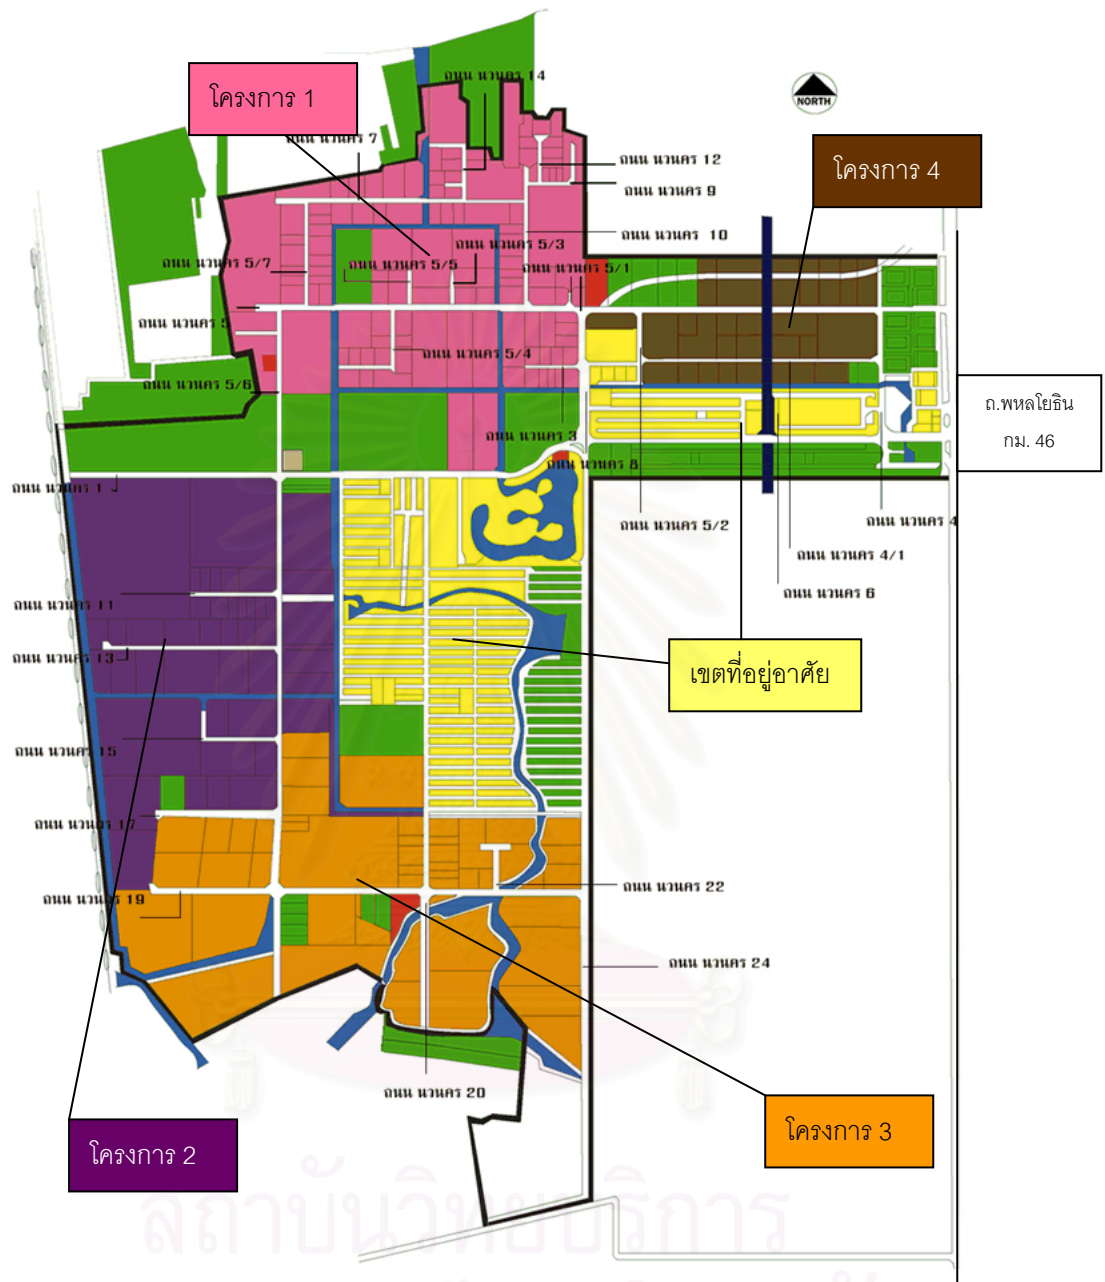 ถนน นวนคร 14
โครงการ 1
NORTH
ถนน นวนคร 7
ถนน นวนคร 12
โครงการ 4
ถนน นวนคร 9
ถนน นวนคร 10
ถนน นวนคร 5/3
ถนน นวนคร 5/7
ถนน นวนคร 5/5
ถนน นวนคร 5/1
ถนน นวนคร 5
ถนน นวนคร 5/4
ถนน นวนคร 5/6
ถ.พหลโยธิน
กม. 46
ถนน นวนคร 3
ถนน นวนคร 8
ถนน นวนคร 1
ถนน นวนคร 5/2
ถนน นวนคร 4
ถนน นวนคร 4/1
ถนน นวนคร 6
ถนน นวนคร 11
ถนน นวนคร 13
เขตที่อยู่อาศัย
ถนน นวนคร 15
ถนน นวนคร 17
ถนน นวนคร 22
ถนน นวนคร 19
ถนน นวนคร 24
ถนน นวนคร 20
โครงการ 3
โครงการ 2
สถาบันวิทยบริการ